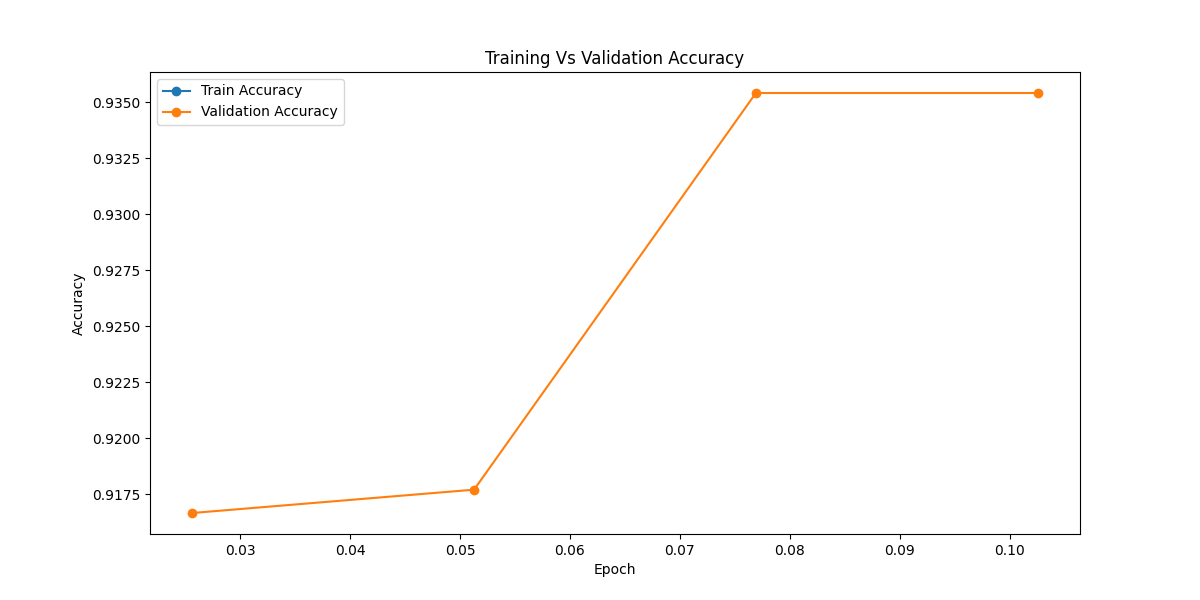 Training Vs Validation Accuracy
Train Accuracy
Validation Accuracy
Accuracy
0.9350
0.9325
0.9300
0.9275
0.9250
0.9225
0.9200
0.9175
0.03 0.04 0.05 0.06 0.07 0.08 0.09 0.10
Epoch